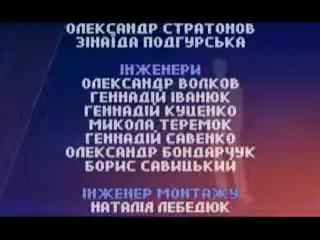 ОЛЕКСАНДР СТРАТОНОВ
ЗІНАЇДА ПОДГУРСЬКА
ІНЖЕНЕРИ
ОЛЕКСАНДР ВОЛКОВ
ГЕННАДІЙ ІВАНЮК
ГЕННАДІЙ КУЦЕНКО
МИКОЛА ТЕРЕМОК
ГЕННАДІЙ САВЕНКО
ОЛЕКСАНДР БОНДАРЧУК
БОРИС САВИЦЬКИЙ
ІНЖЕНЕР МОНТАЖУ
НАТАЛІЯ ЛЕБЕДЮК